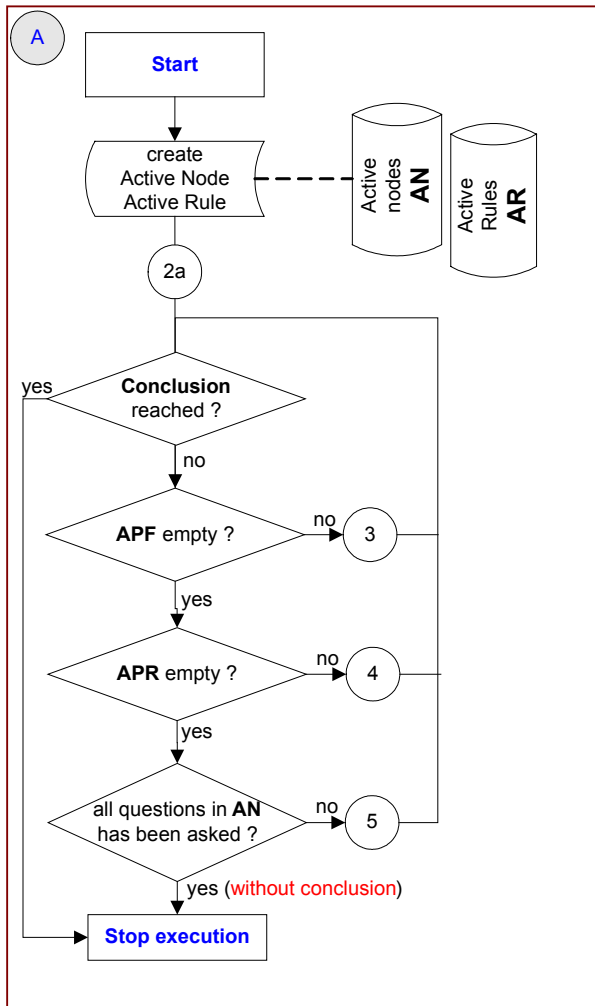 A
Start
create
Active Node
Active Rule
Active
nodes
AN
Active
Rules
AR
2a
yes
Conclusion
reached ?
no
APF empty ?
no
3
yes
APR empty ?
no
4
yes
all questions in AN
has been asked ?
no
5
yes (without conclusion)
Stop execution